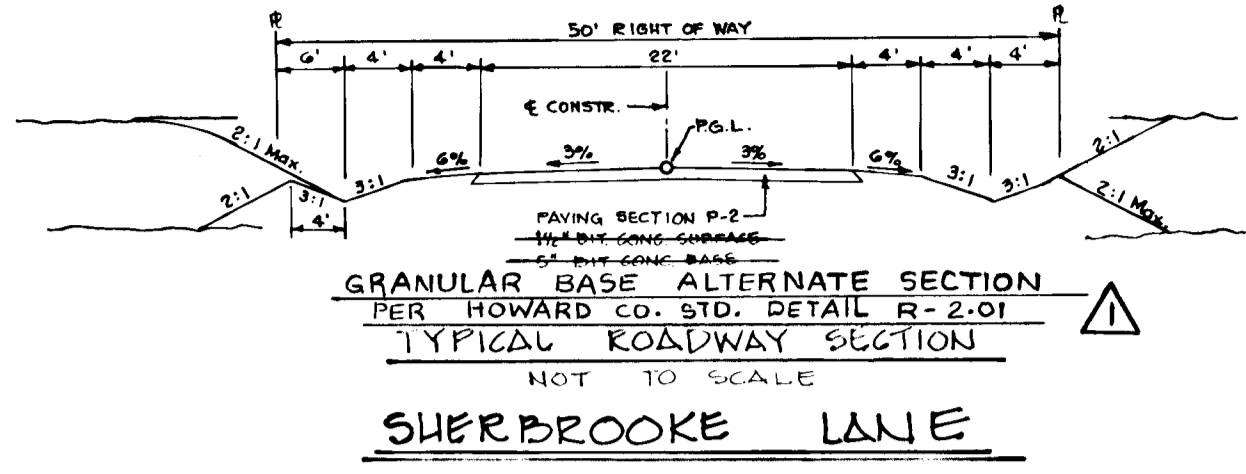 PL PL
50' RIGHT OF WAY
6' 4' 4' 22' 4' 4' 4'
CL CONSTR.
P.G.L.
2:1 Max. 6% 3% 3% 6% 2:1
2:1 3:1 3:1 3:1 3:1 2:1 Max.
4'
PAVING SECTION P-2
1½" BIT. CONC. SURFACE
5" BIT. CONC. BASE
GRANULAR BASE ALTERNATE SECTION
PER HOWARD CO. STD. DETAIL R-2.01
1
TYPICAL ROADWAY SECTION
NOT TO SCALE
SHERBROOKE LANE